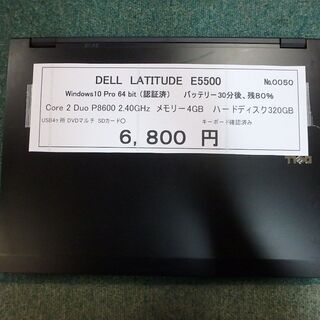 DELL LATITUDE E5500 №0050
Windows10 Pro 64 bit（認証済） バッテリー30分後、残80%
Core 2 Duo P8600 2.40GHz メモリー4GB ハードディスク320GB
USB4ヶ所 DVDマルチ SDカード〇 キーボード確認済み
6,800 円
DELL